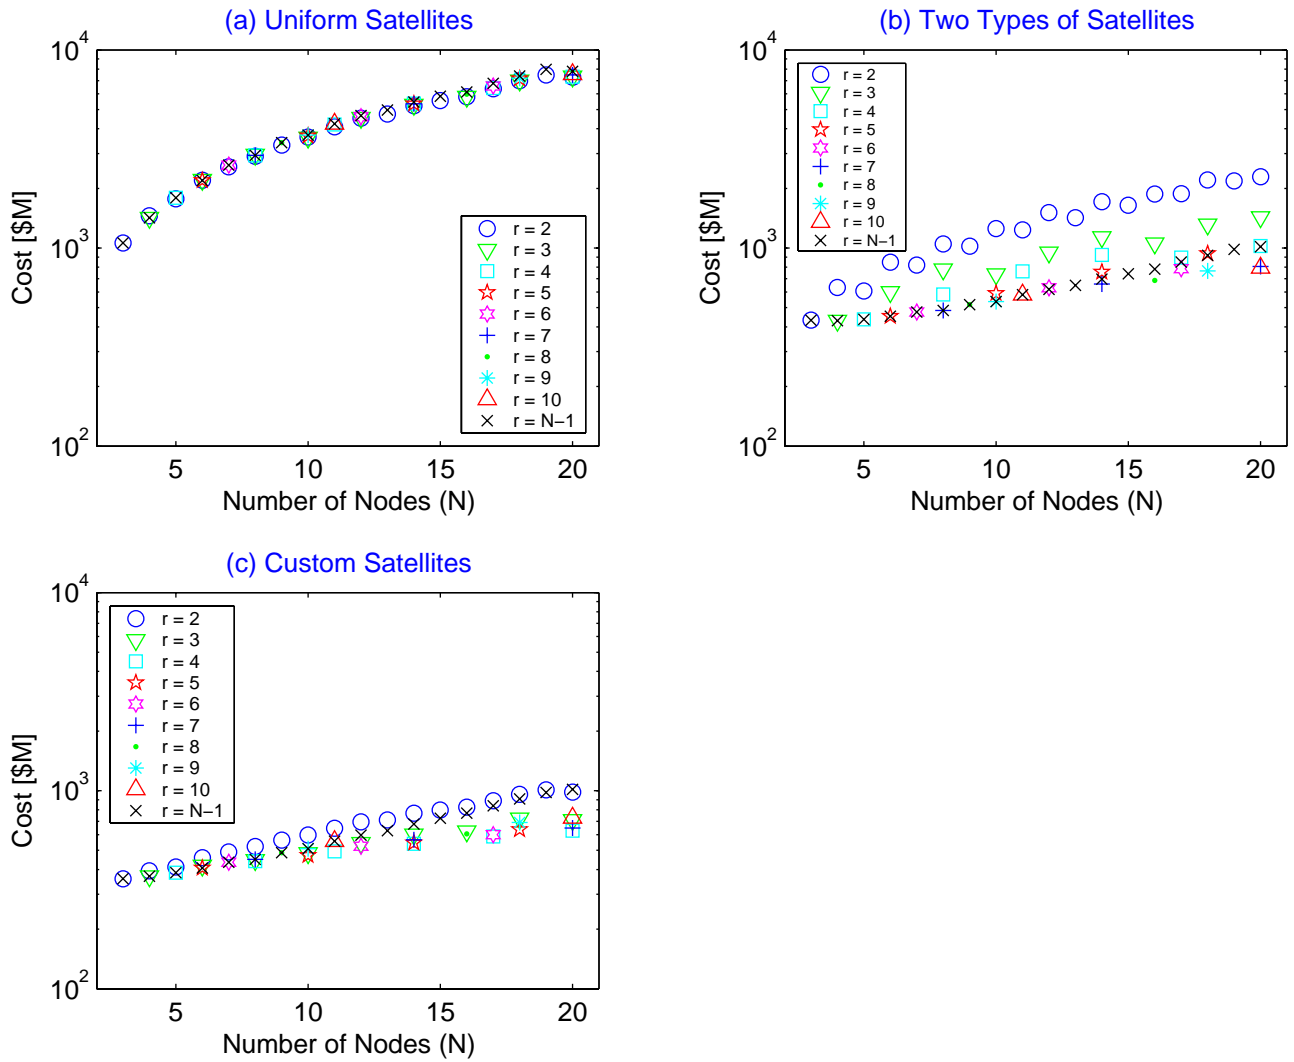 (a) Uniform Satellites
10^4
10^3
10^2
Cost [$M]
5 10 15 20
Number of Nodes (N)
r = 2
r = 3
r = 4
r = 5
r = 6
r = 7
r = 8
r = 9
r = 10
r = N−1
(b) Two Types of Satellites
10^4
10^3
10^2
Cost [$M]
5 10 15 20
Number of Nodes (N)
r = 2
r = 3
r = 4
r = 5
r = 6
r = 7
r = 8
r = 9
r = 10
r = N−1
(c) Custom Satellites
10^4
10^3
10^2
Cost [$M]
5 10 15 20
Number of Nodes (N)
r = 2
r = 3
r = 4
r = 5
r = 6
r = 7
r = 8
r = 9
r = 10
r = N−1